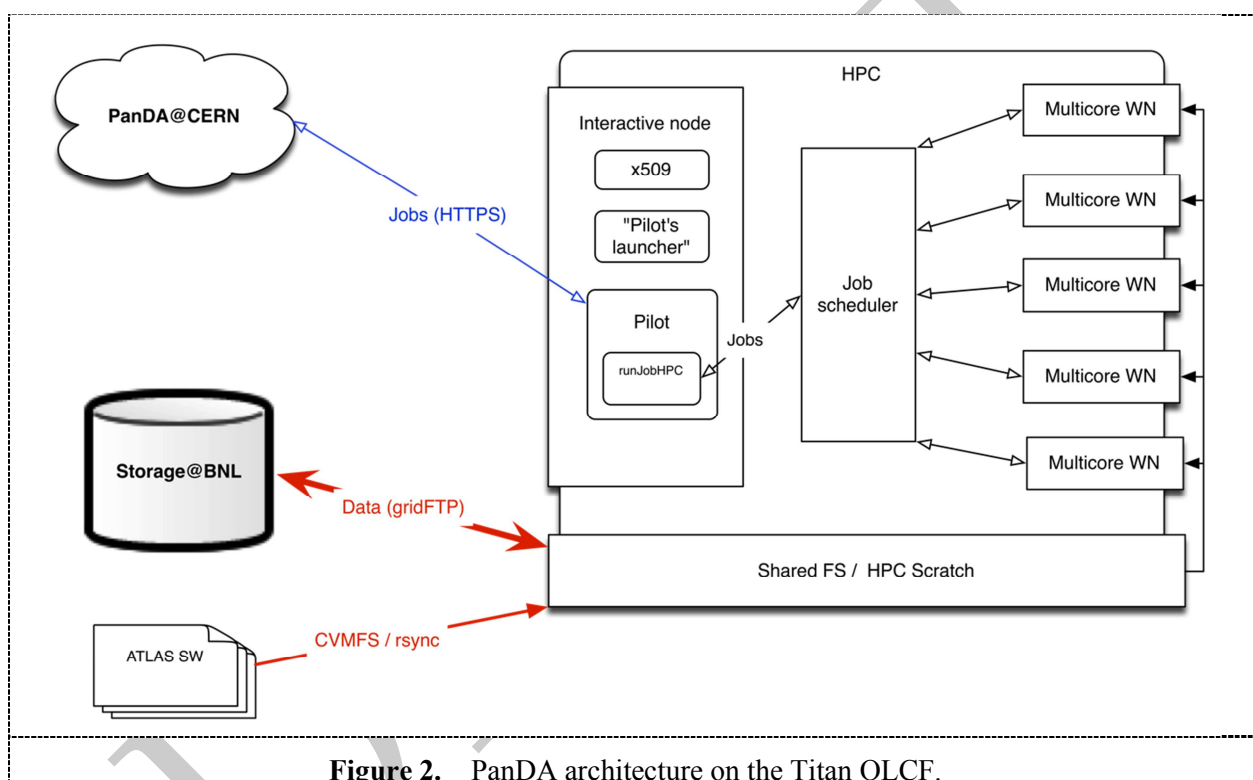 PanDA@CERN
Jobs (HTTPS)
Storage@BNL
Data (gridFTP)
ATLAS SW
CVMFS / rsync
HPC
Interactive node
x509
"Pilot's
launcher"
Pilot
runJobHPC
Jobs
Job
scheduler
Multicore WN
Multicore WN
Multicore WN
Multicore WN
Multicore WN
Shared FS / HPC Scratch
Figure 2. PanDA architecture on the Titan OLCF.